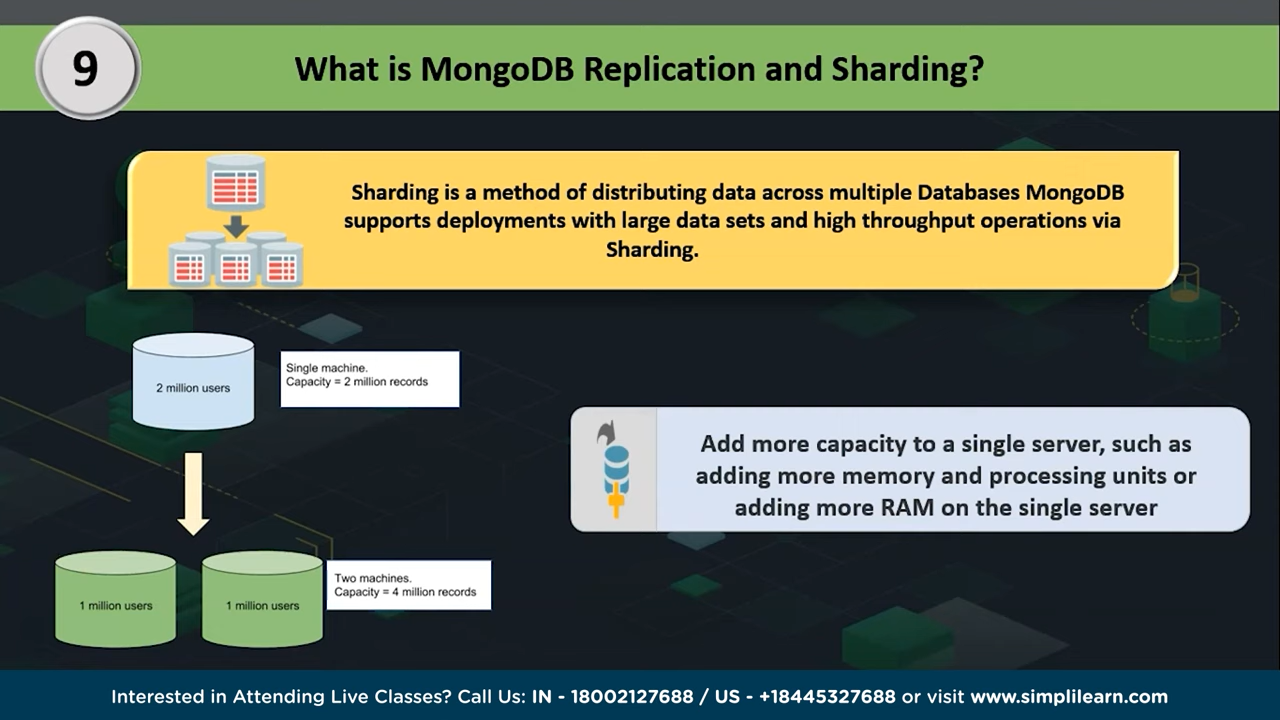 9
What is MongoDB Replication and Sharding?
Sharding is a method of distributing data across multiple Databases MongoDB
supports deployments with large data sets and high throughput operations via
Sharding.
2 million users
Single machine.
Capacity = 2 million records
Add more capacity to a single server, such as
adding more memory and processing units or
adding more RAM on the single server
1 million users
1 million users
Two machines.
Capacity = 4 million records
Interested in Attending Live Classes? Call Us: IN - 18002127688 / US - +18445327688 or visit www.simplilearn.com